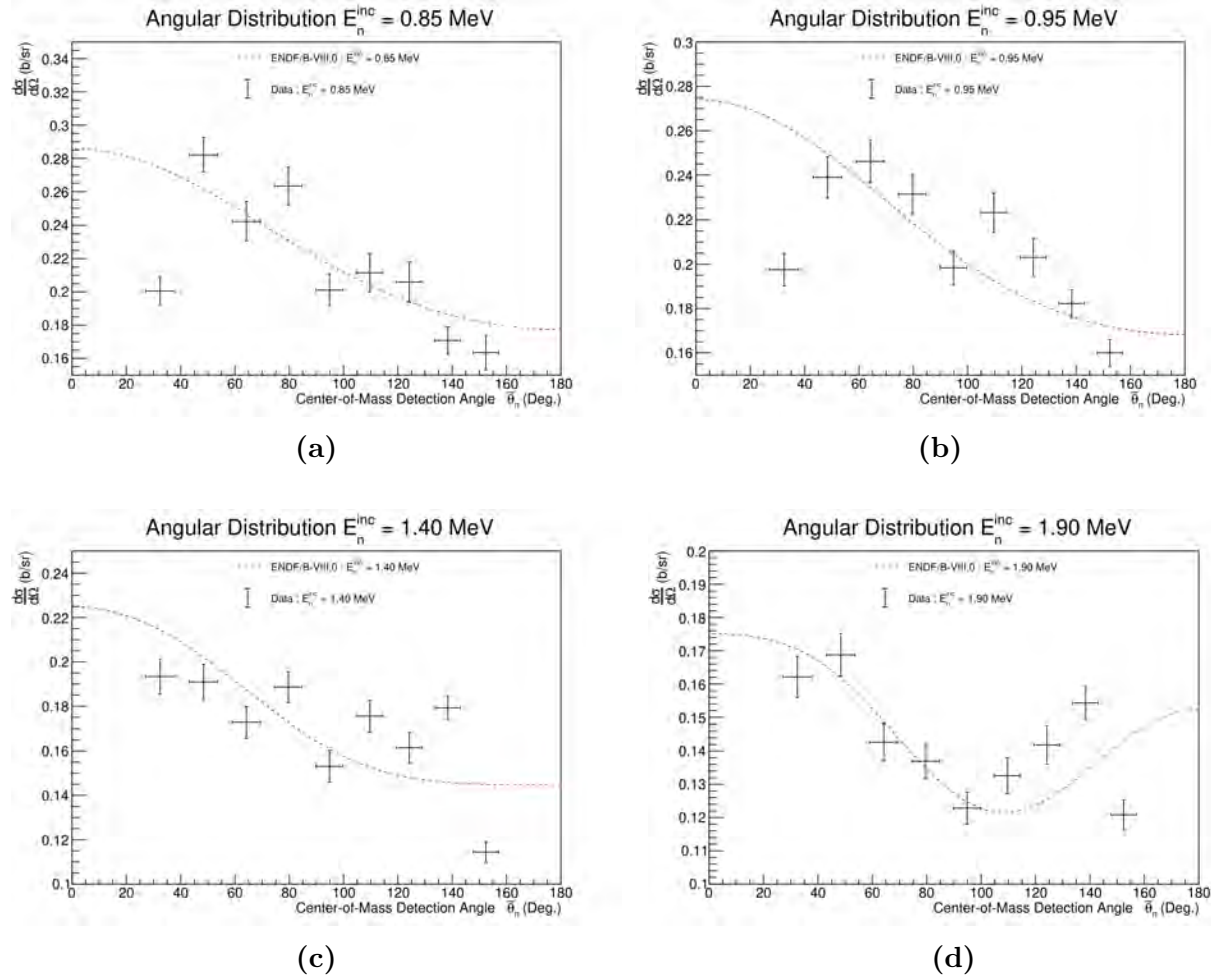 Angular Distribution E_n^inc = 0.85 MeV
dσ/dΩ (b/sr)
ENDF/B-VIII.0 : E_n^inc = 0.85 MeV
Data : E_n^inc = 0.85 MeV
0.34
0.32
0.3
0.28
0.26
0.24
0.22
0.2
0.18
0.16
0 20 40 60 80 100 120 140 160 180
Center-of-Mass Detection Angle θ̄_n (Deg.)
(a)
Angular Distribution E_n^inc = 0.95 MeV
dσ/dΩ (b/sr)
ENDF/B-VIII.0 : E_n^inc = 0.95 MeV
Data : E_n^inc = 0.95 MeV
0.3
0.28
0.26
0.24
0.22
0.2
0.18
0.16
0 20 40 60 80 100 120 140 160 180
Center-of-Mass Detection Angle θ̄_n (Deg.)
(b)
Angular Distribution E_n^inc = 1.40 MeV
dσ/dΩ (b/sr)
ENDF/B-VIII.0 : E_n^inc = 1.40 MeV
Data : E_n^inc = 1.40 MeV
0.24
0.22
0.2
0.18
0.16
0.14
0.12
0.1
0 20 40 60 80 100 120 140 160 180
Center-of-Mass Detection Angle θ̄_n (Deg.)
(c)
Angular Distribution E_n^inc = 1.90 MeV
dσ/dΩ (b/sr)
ENDF/B-VIII.0 : E_n^inc = 1.90 MeV
Data : E_n^inc = 1.90 MeV
0.2
0.19
0.18
0.17
0.16
0.15
0.14
0.13
0.12
0.11
0.1
0 20 40 60 80 100 120 140 160 180
Center-of-Mass Detection Angle θ̄_n (Deg.)
(d)